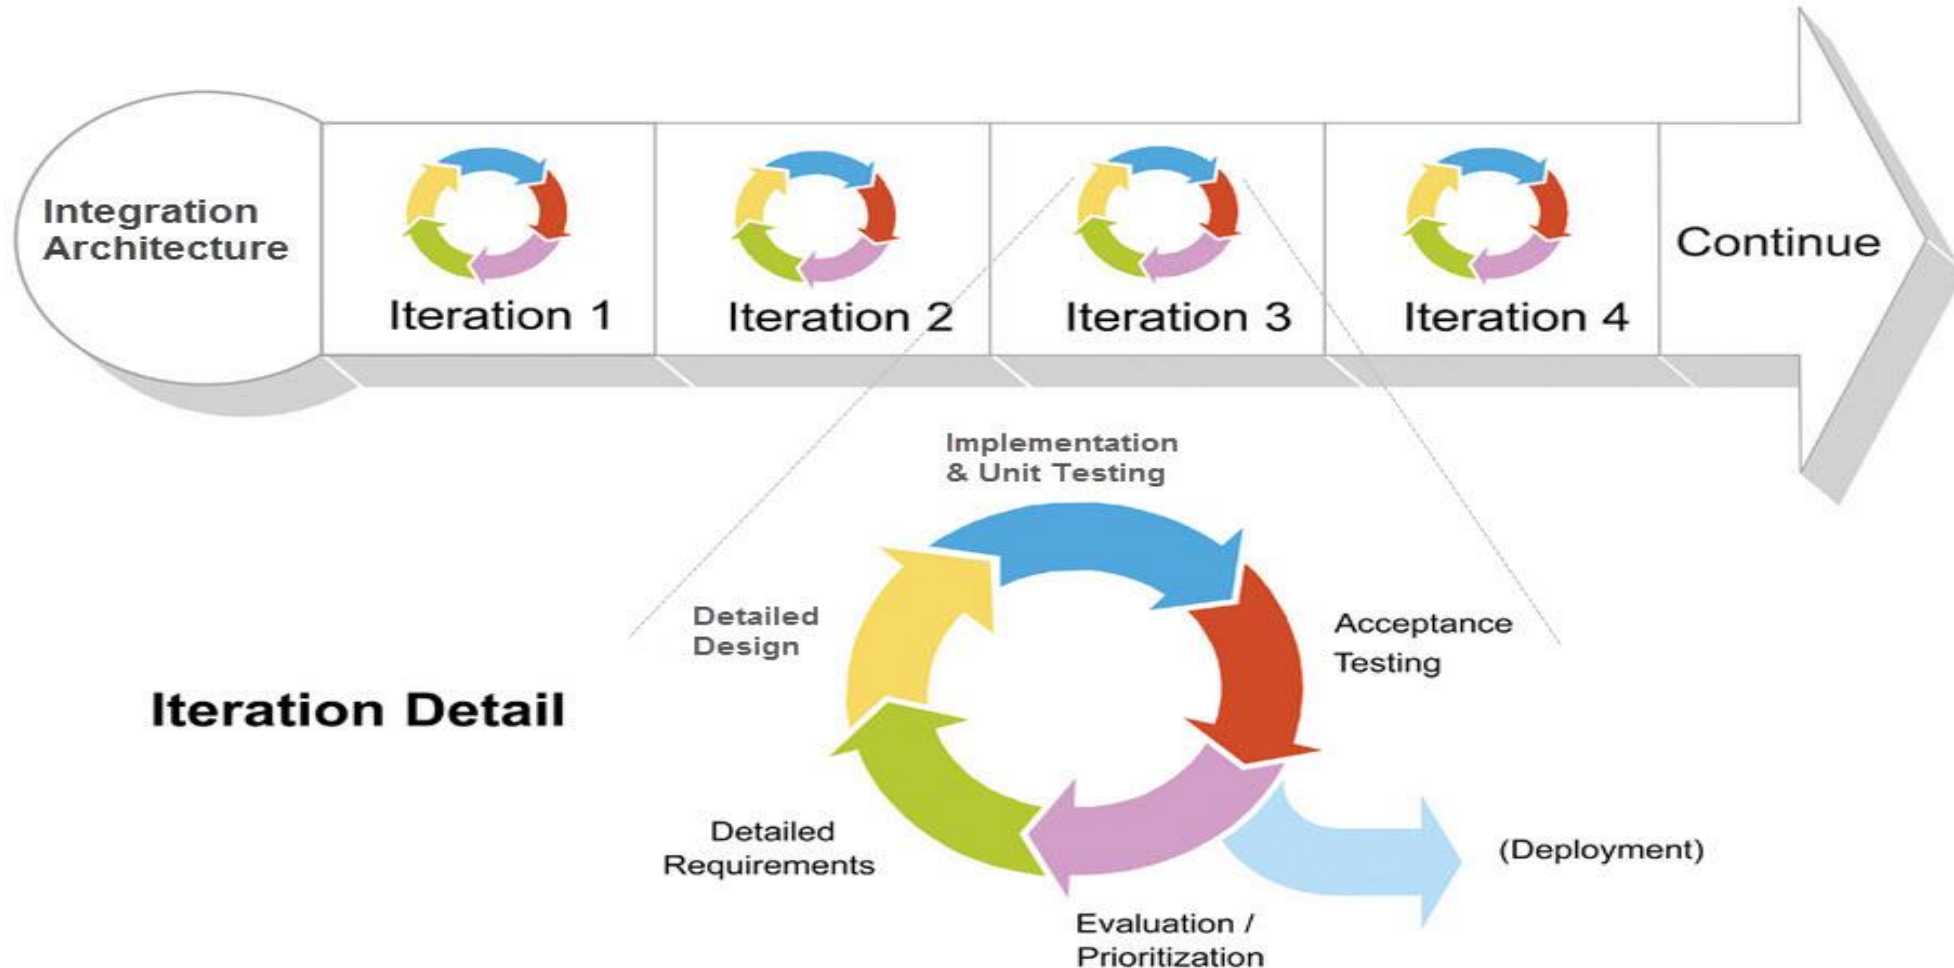 Integration
Architecture
Iteration 1
Iteration 2
Iteration 3
Iteration 4
Continue
Implementation
& Unit Testing
Detailed
Design
Acceptance
Testing
Iteration Detail
Detailed
Requirements
(Deployment)
Evaluation /
Prioritization